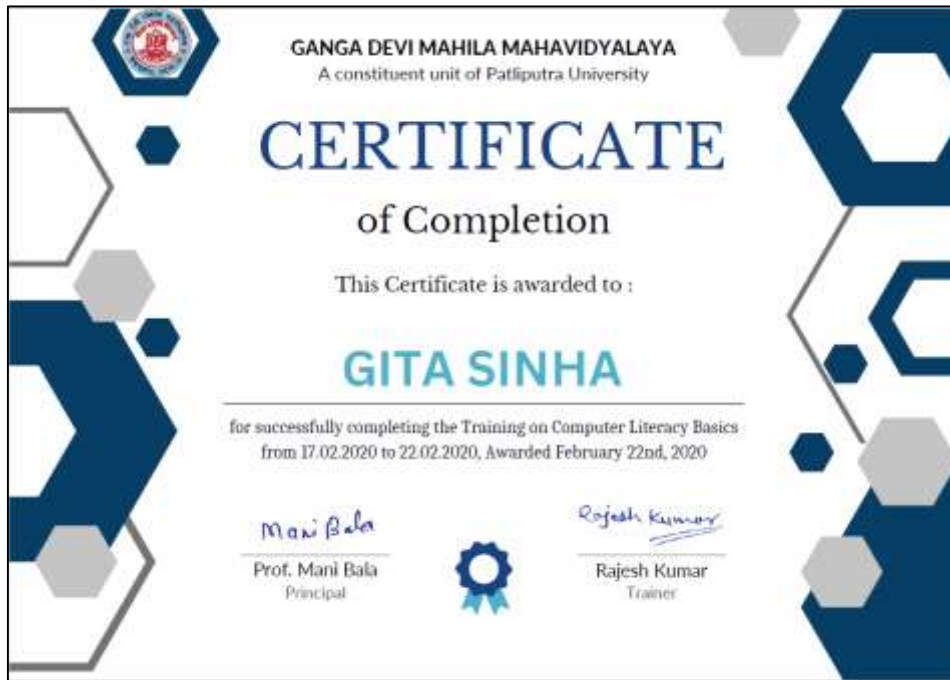 GANGA DEVI MAHILA MAHAVIDYALAYA
A constituent unit of Patliputra University
CERTIFICATE
of Completion
This Certificate is awarded to :
GITA SINHA
for successfully completing the Training on Computer Literacy Basics
from 17.02.2020 to 22.02.2020, Awarded February 22nd, 2020
Mani Bala
Rajesh Kumar
Prof. Mani Bala
Rajesh Kumar
Principal
Trainer